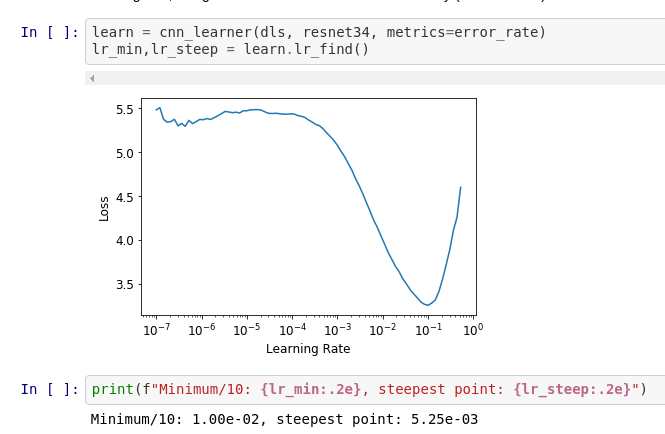 In [ ]: learn = cnn_learner(dls, resnet34, metrics=error_rate)
lr_min,lr_steep = learn.lr_find()
5.5
5.0
4.5
4.0
3.5
Loss
10⁻⁷ 10⁻⁶ 10⁻⁵ 10⁻⁴ 10⁻³ 10⁻² 10⁻¹ 10⁰
Learning Rate
In [ ]: print(f"Minimum/10: {lr_min:.2e}, steepest point: {lr_steep:.2e}")
Minimum/10: 1.00e-02, steepest point: 5.25e-03